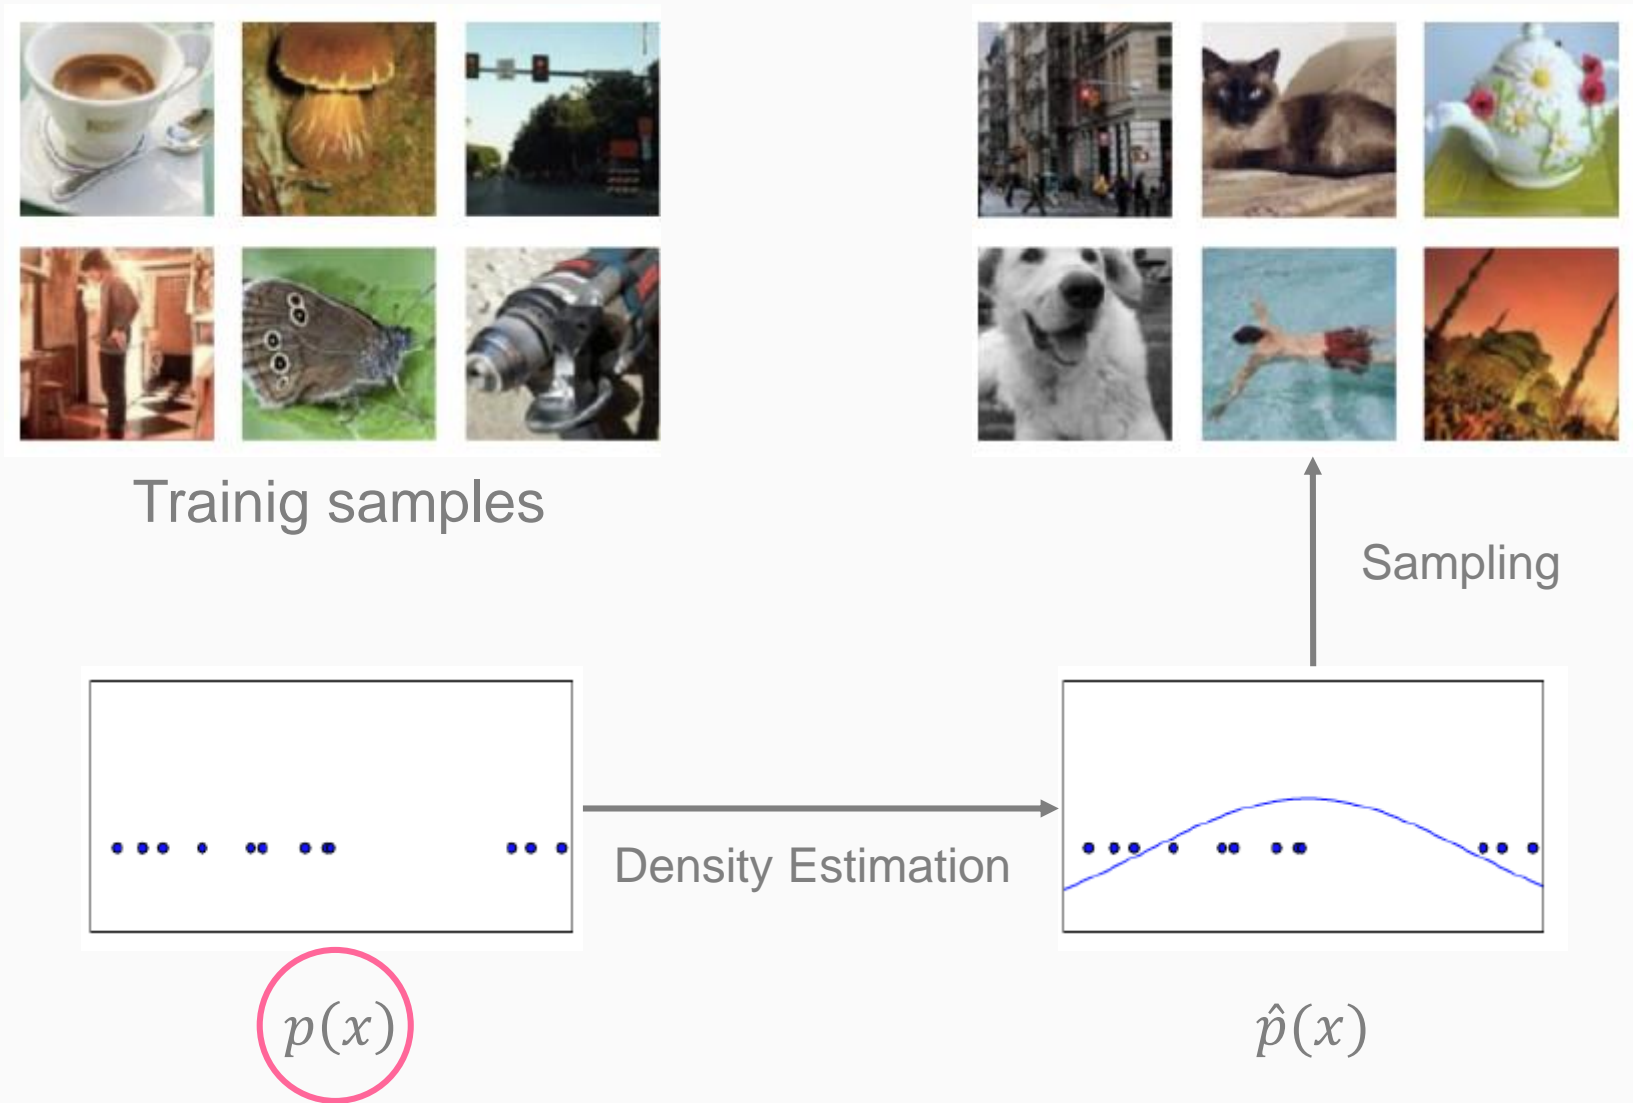 Trainig samples
Sampling
Density Estimation
p(x)
p̂(x)